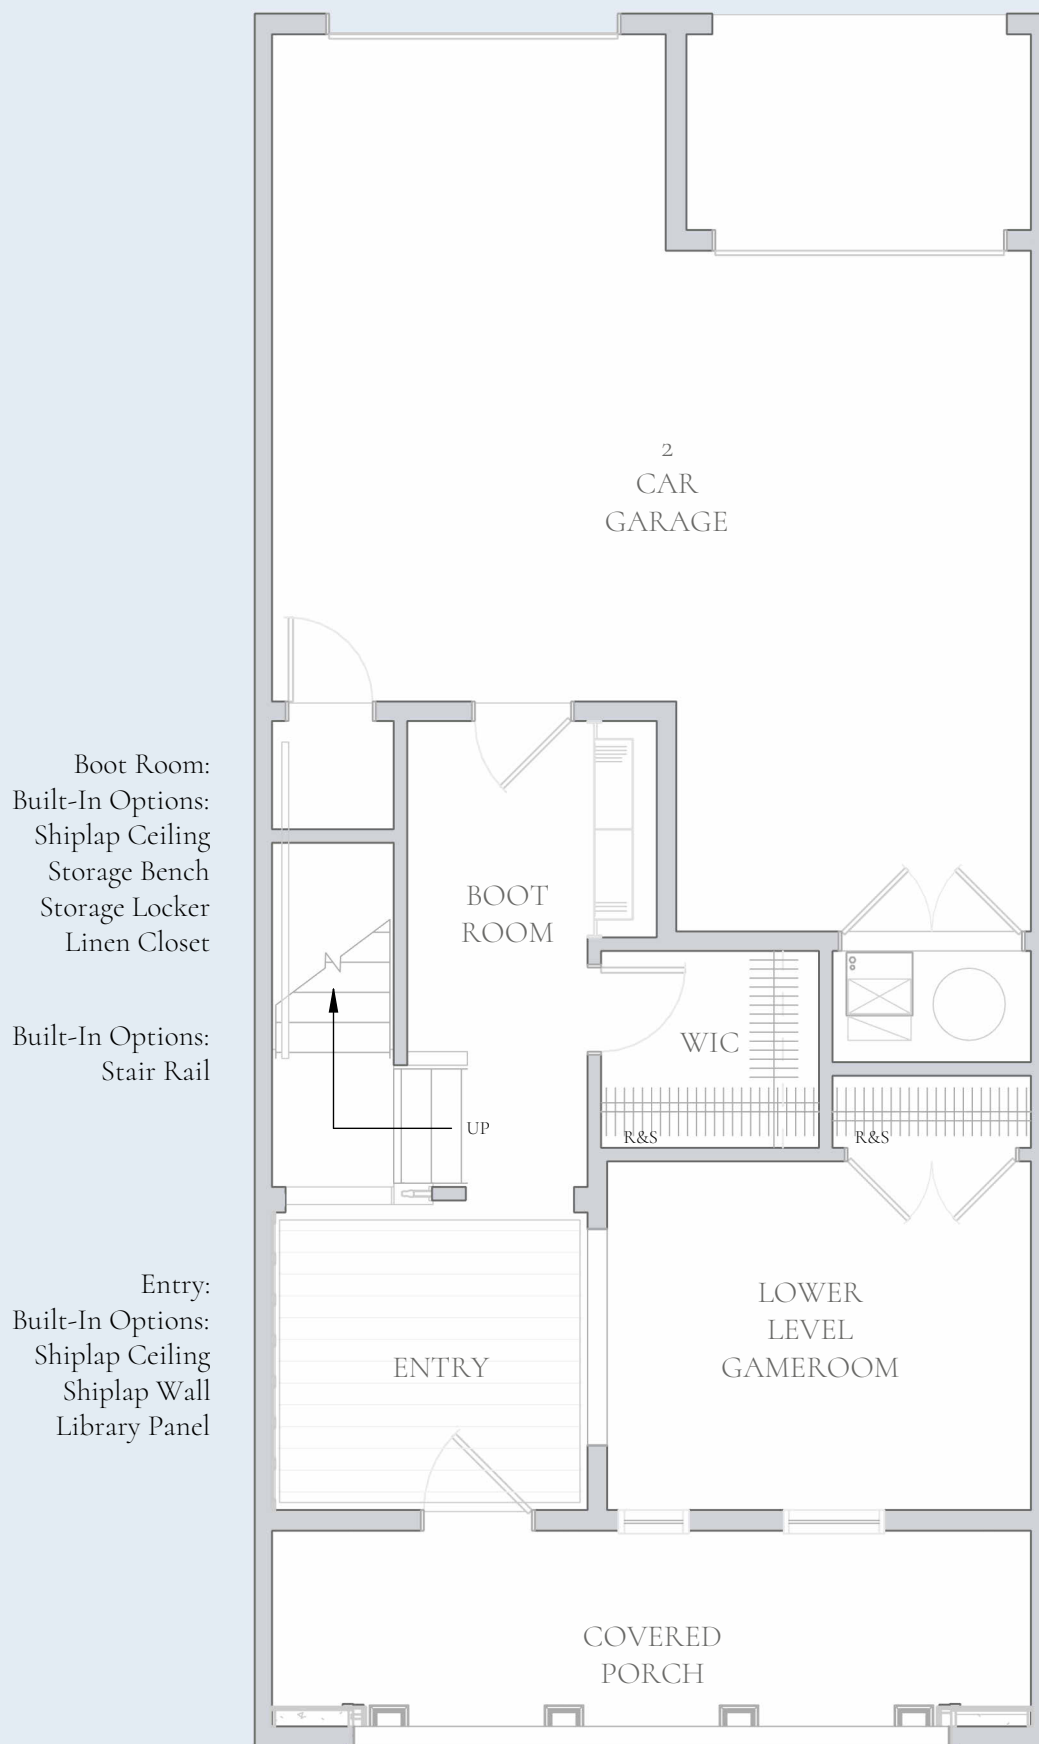 2
CAR
GARAGE
Boot Room:
Built-In Options:
Shiplap Ceiling
Storage Bench
Storage Locker
Linen Closet
BOOT
ROOM
Built-In Options:
Stair Rail
WIC
UP
R&S
R&S
Entry:
Built-In Options:
Shiplap Ceiling
Shiplap Wall
Library Panel
ENTRY
LOWER
LEVEL
GAMEROOM
COVERED
PORCH